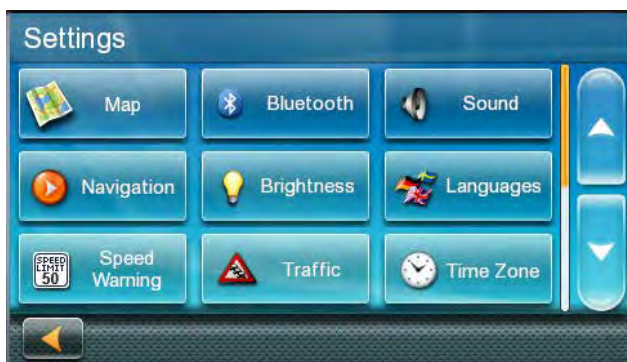 Settings
Map
Bluetooth
Sound
Navigation
Brightness
Languages
SPEED
LIMIT
50
Speed
Warning
Traffic
Time Zone